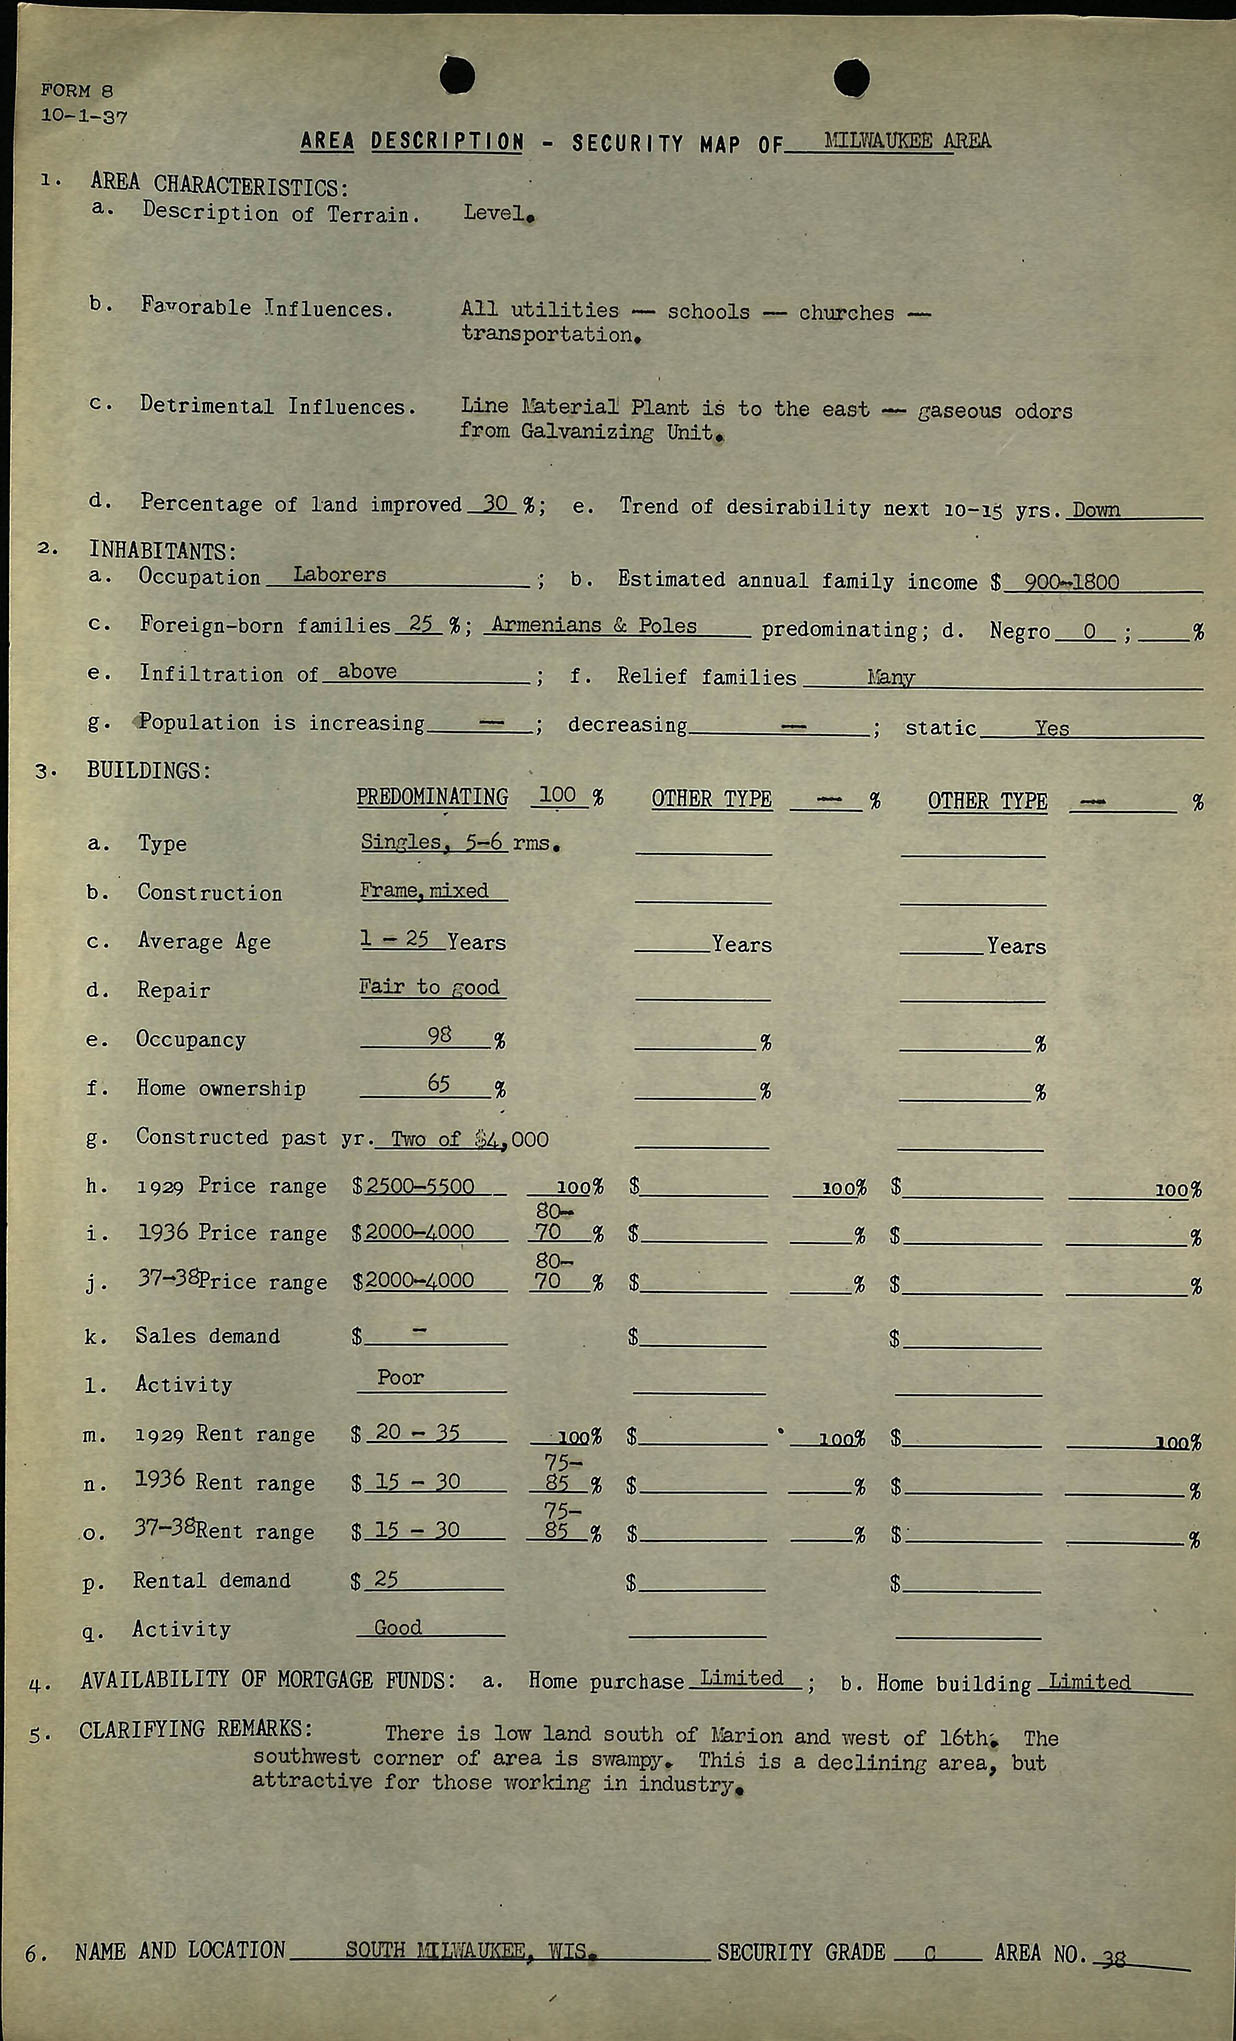 FORM 8
10-1-37
AREA DESCRIPTION - SECURITY MAP OF MILWAUKEE AREA
1. AREA CHARACTERISTICS:
a. Description of Terrain. Level.
b. Favorable Influences. All utilities — schools — churches —
transportation.
c. Detrimental Influences. Line Material Plant is to the east — gaseous odors
from Galvanizing Unit.
d. Percentage of land improved 30 %; e. Trend of desirability next 10-15 yrs. Down
2. INHABITANTS:
a. Occupation Laborers ; b. Estimated annual family income $ 900-1800
c. Foreign-born families 25 %; Armenians & Poles predominating; d. Negro 0 ; %
e. Infiltration of above ; f. Relief families Many
g. Population is increasing — ; decreasing — ; static Yes
3. BUILDINGS:
PREDOMINATING 100 % OTHER TYPE — % OTHER TYPE — %
a. Type Singles, 5-6 rms.
b. Construction Frame, mixed
c. Average Age 1 - 25 Years Years Years
d. Repair Fair to good
e. Occupancy 98 % % %
f. Home ownership 65 % % %
g. Constructed past yr. Two of $4,000
h. 1929 Price range $2500-5500 100% $ 100% $ 100%
80-
i. 1936 Price range $2000-4000 70 % $ % $ %
80-
j. 37-38Price range $2000-4000 70 % $ % $ %
k. Sales demand $ - $ $
l. Activity Poor
m. 1929 Rent range $ 20 - 35 100% $ 100% $ 100%
75-
n. 1936 Rent range $ 15 - 30 85 % $ % $ %
75-
o. 37-38Rent range $ 15 - 30 85 % $ % $ %
p. Rental demand $ 25 $ $
q. Activity Good
4. AVAILABILITY OF MORTGAGE FUNDS: a. Home purchase Limited ; b. Home building Limited
5. CLARIFYING REMARKS: There is low land south of Marion and west of 16th. The
southwest corner of area is swampy. This is a declining area, but
attractive for those working in industry.
6. NAME AND LOCATION SOUTH MILWAUKEE, WIS. SECURITY GRADE C AREA NO. 38